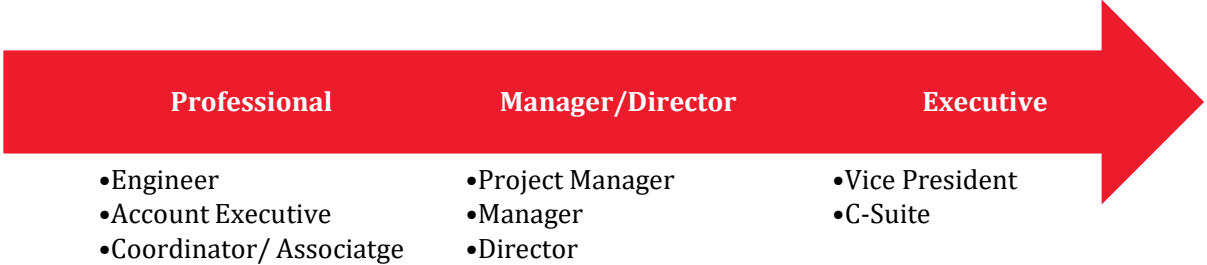 Professional
Manager/Director
Executive
•Engineer
•Account Executive
•Coordinator/ Associatge
•Project Manager
•Manager
•Director
•Vice President
•C-Suite